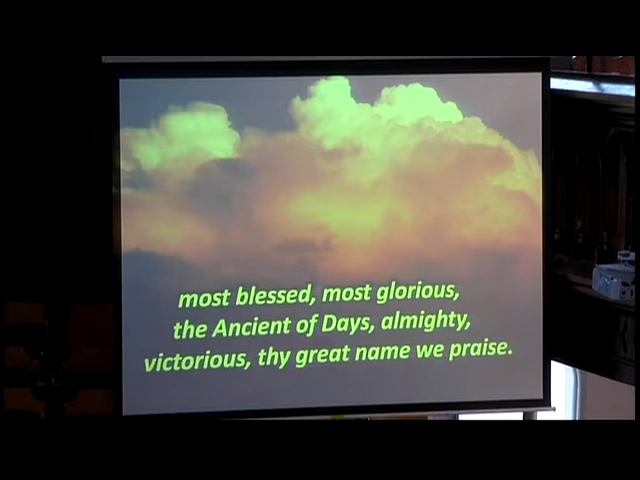 most blessed, most glorious,
the Ancient of Days, almighty,
victorious, thy great name we praise.